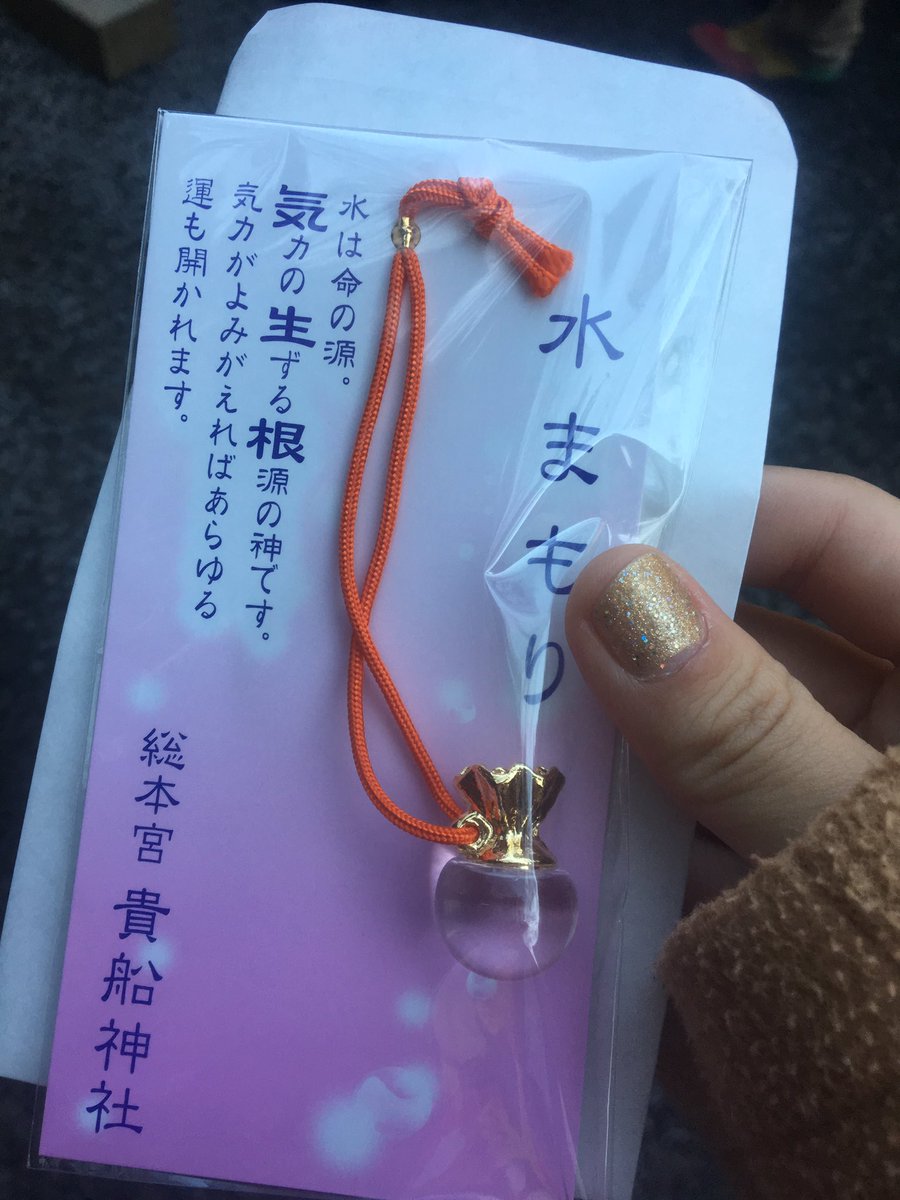 水まもり
水は命の源。
気力の生ずる根源の神です。
気力がよみがえればあらゆる
運も開かれます。
総本宮 貴船神社